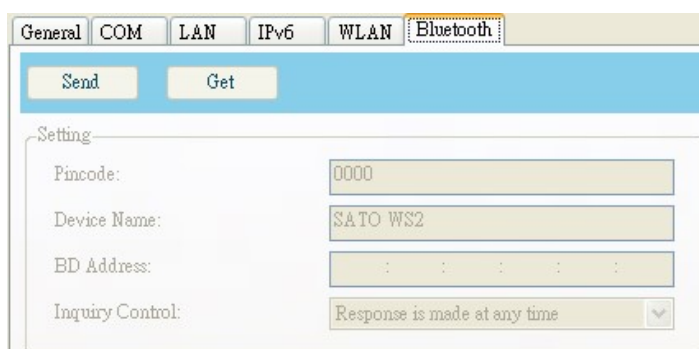 General COM LAN IPv6 WLAN Bluetooth
Send Get
Setting
Pincode: 0000
Device Name: SATO WS2
BD Address: : : : : :
Inquiry Control: Response is made at any time